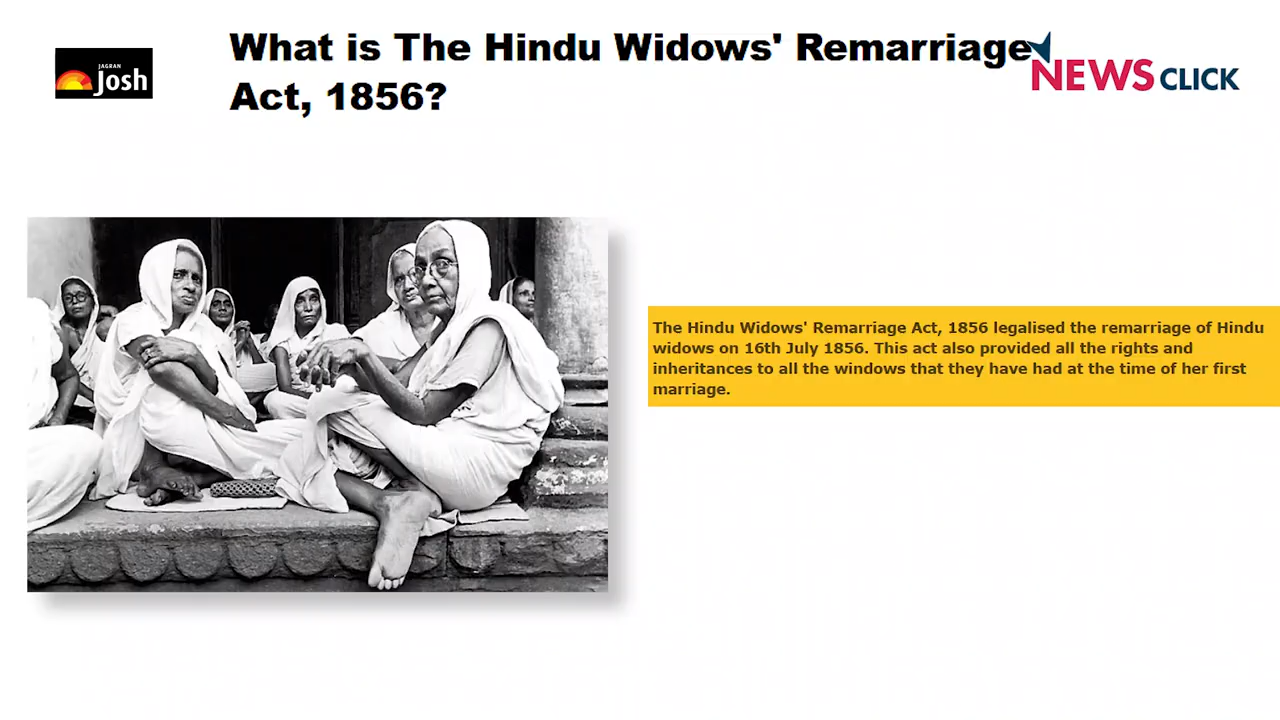 What is The Hindu Widows' Remarriage
Act, 1856?
JAGRAN
Josh
NEWSCLICK
The Hindu Widows' Remarriage Act, 1856 legalised the remarriage of Hindu
widows on 16th July 1856. This act also provided all the rights and
inheritances to all the windows that they have had at the time of her first
marriage.